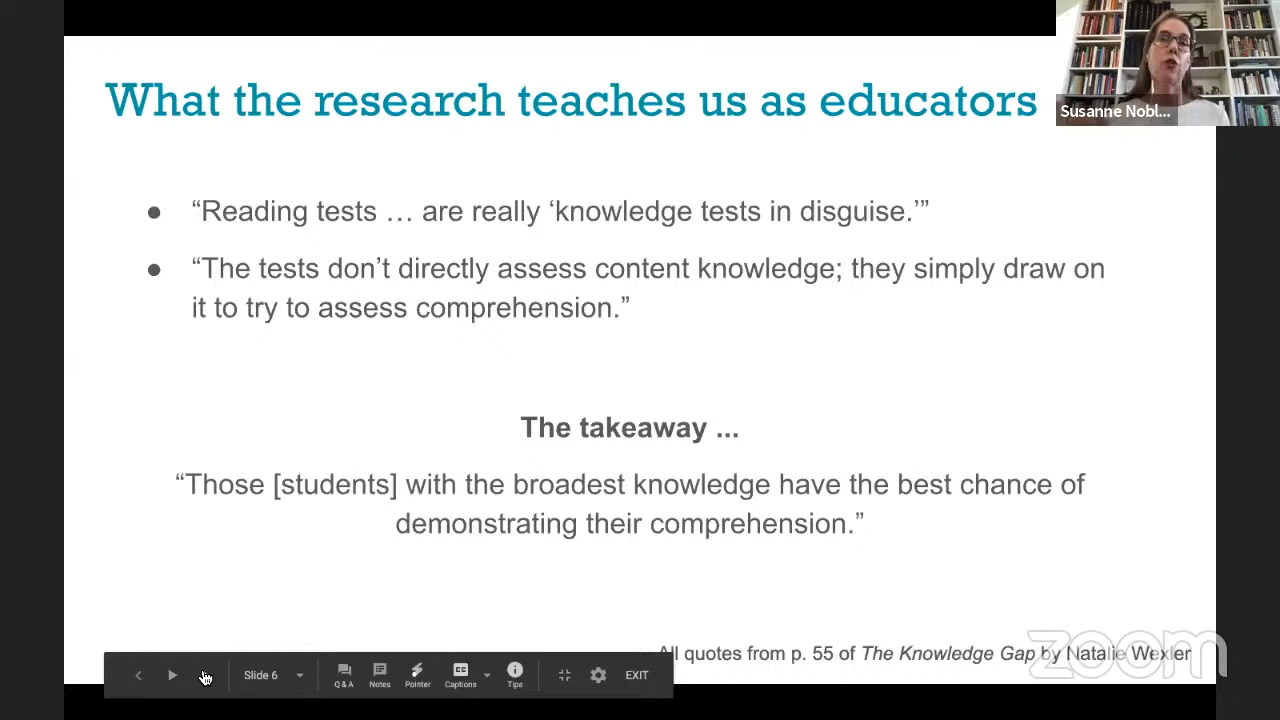 What the research teaches us as educators
Susanne Nobl...
● “Reading tests … are really ‘knowledge tests in disguise.’”
● “The tests don’t directly assess content knowledge; they simply draw on
it to try to assess comprehension.”
The takeaway ...
“Those [students] with the broadest knowledge have the best chance of
demonstrating their comprehension.”
All quotes from p. 55 of The Knowledge Gap by Natalie Wexler
zoom
Slide 6
Q & A
Notes
Pointer
Captions
Tips
EXIT